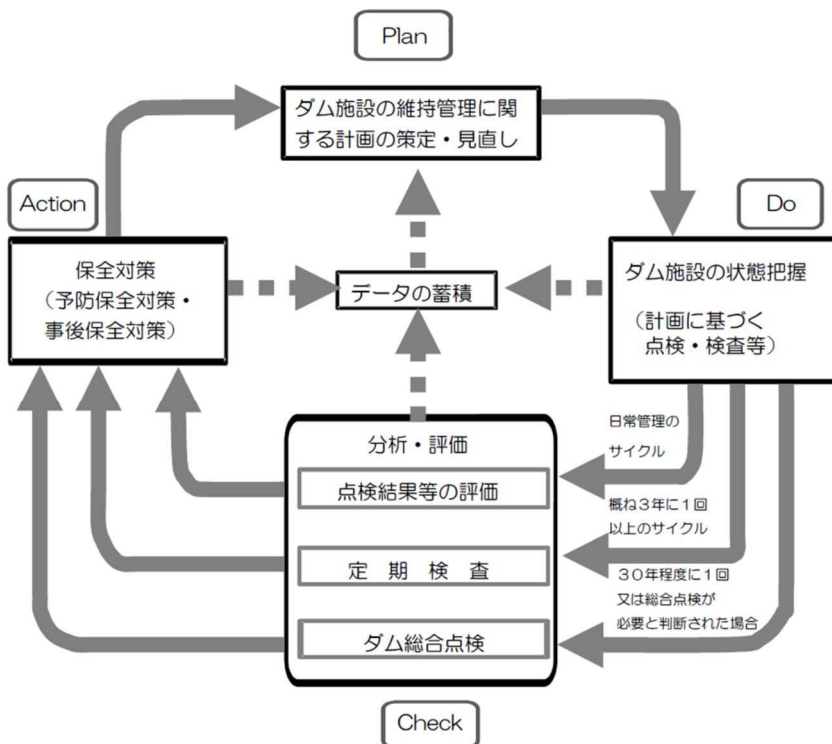 Plan
ダム施設の維持管理に関
する計画の策定・見直し
Action
Do
保全対策
（予防保全対策・
事後保全対策）
データの蓄積
ダム施設の状態把握
（計画に基づく
点検・検査等）
分析・評価
点検結果等の評価
定　期　検　査
ダム総合点検
日常管理の
サイクル
概ね３年に１回
以上のサイクル
３０年程度に１回
又は総合点検が
必要と判断された場合
Check